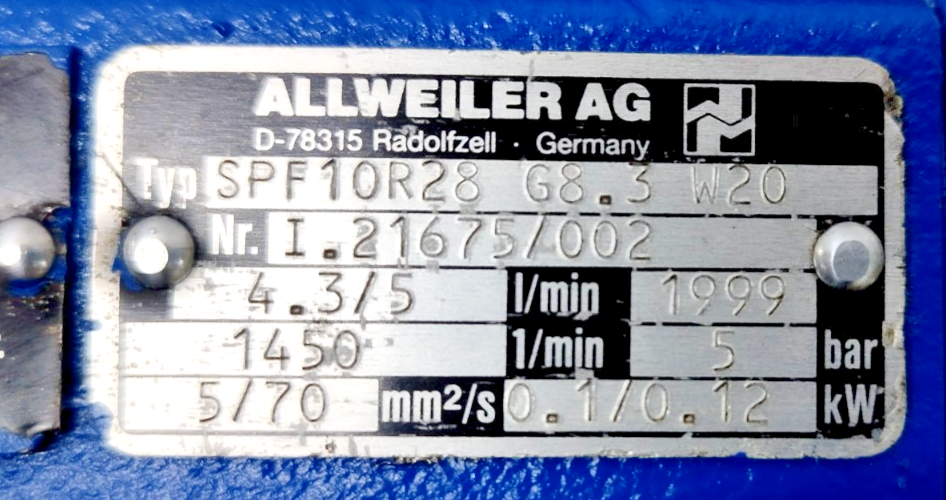 ALLWEILER AG
D-78315 Radolfzell · Germany
Typ SPF10R28 G8.3 W20
Nr. I.21675/002
4.3/5 l/min 1999
1450 1/min 5 bar
5/70 mm²/s 0.1/0.12 kW